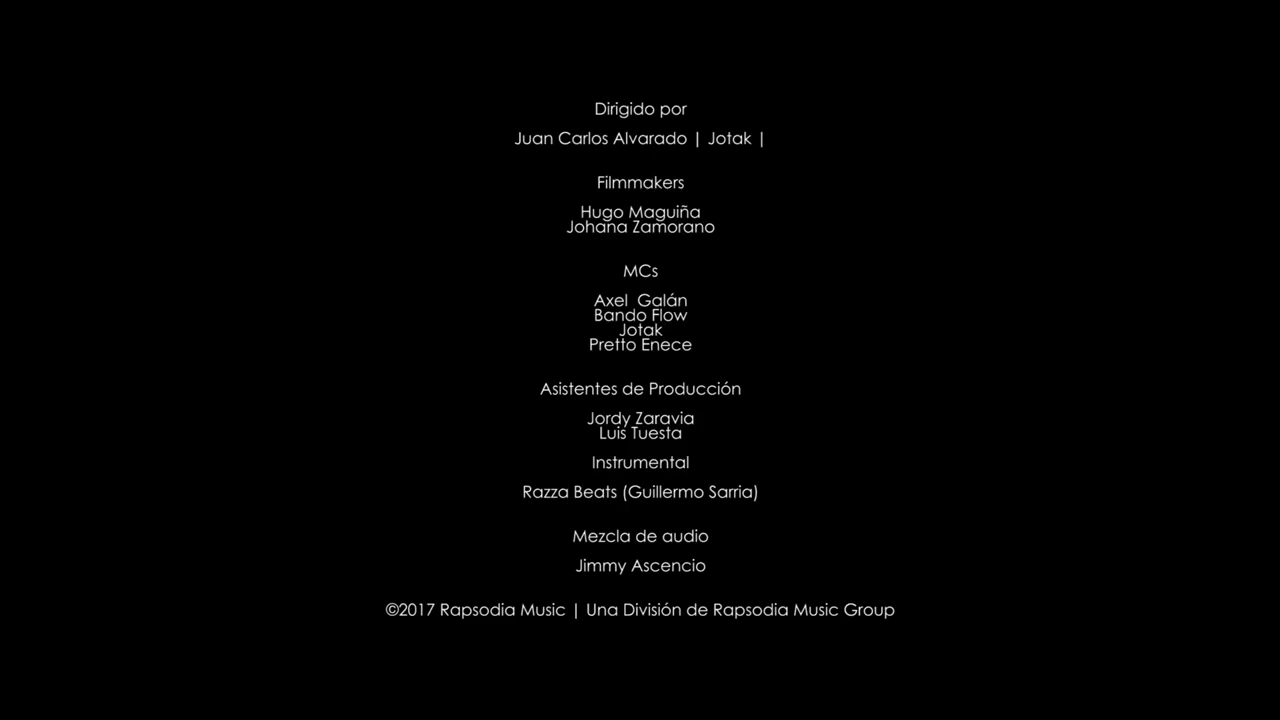 Dirigido por
Juan Carlos Alvarado | Jotak |
Filmmakers
Hugo Maguiña
Johana Zamorano
MCs
Axel  Galán
Bando Flow
Jotak
Pretto Enece
Asistentes de Producción
Jordy Zaravia
Luis Tuesta
Instrumental
Razza Beats (Guillermo Sarria)
Mezcla de audio
Jimmy Ascencio
©2017 Rapsodia Music | Una División de Rapsodia Music Group